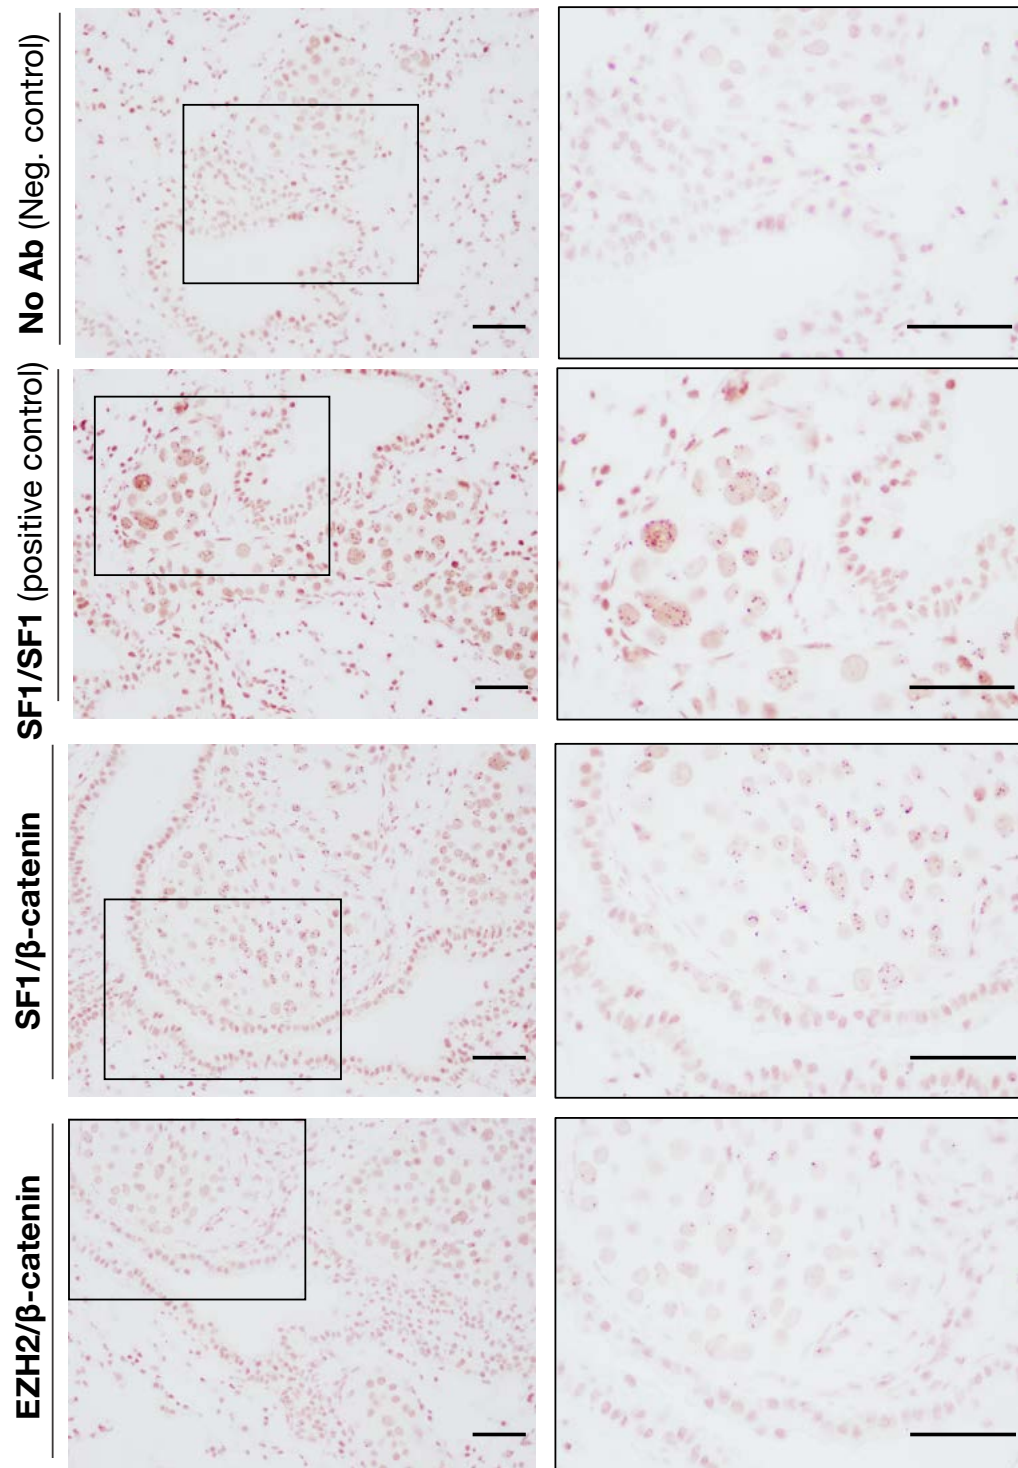 No Ab (Neg. control)
SF1/SF1 (positive control)
SF1/β-catenin
EZH2/β-catenin